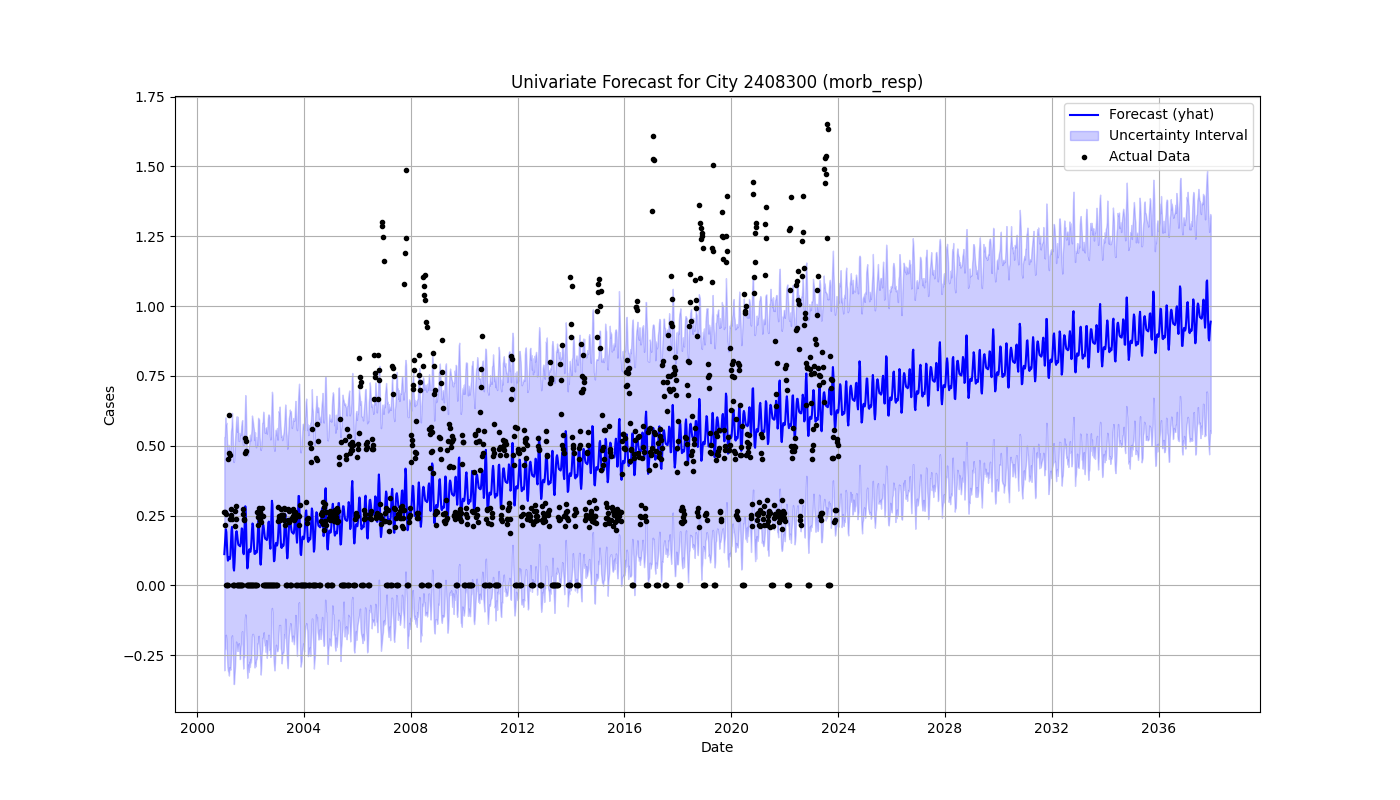 Univariate Forecast for City 2408300 (morb_resp)
Forecast (yhat)
Uncertainty Interval
Actual Data
Cases
1.75
1.50
1.25
1.00
0.75
0.50
0.25
0.00
−0.25
2000 2004 2008 2012 2016 2020 2024 2028 2032 2036
Date